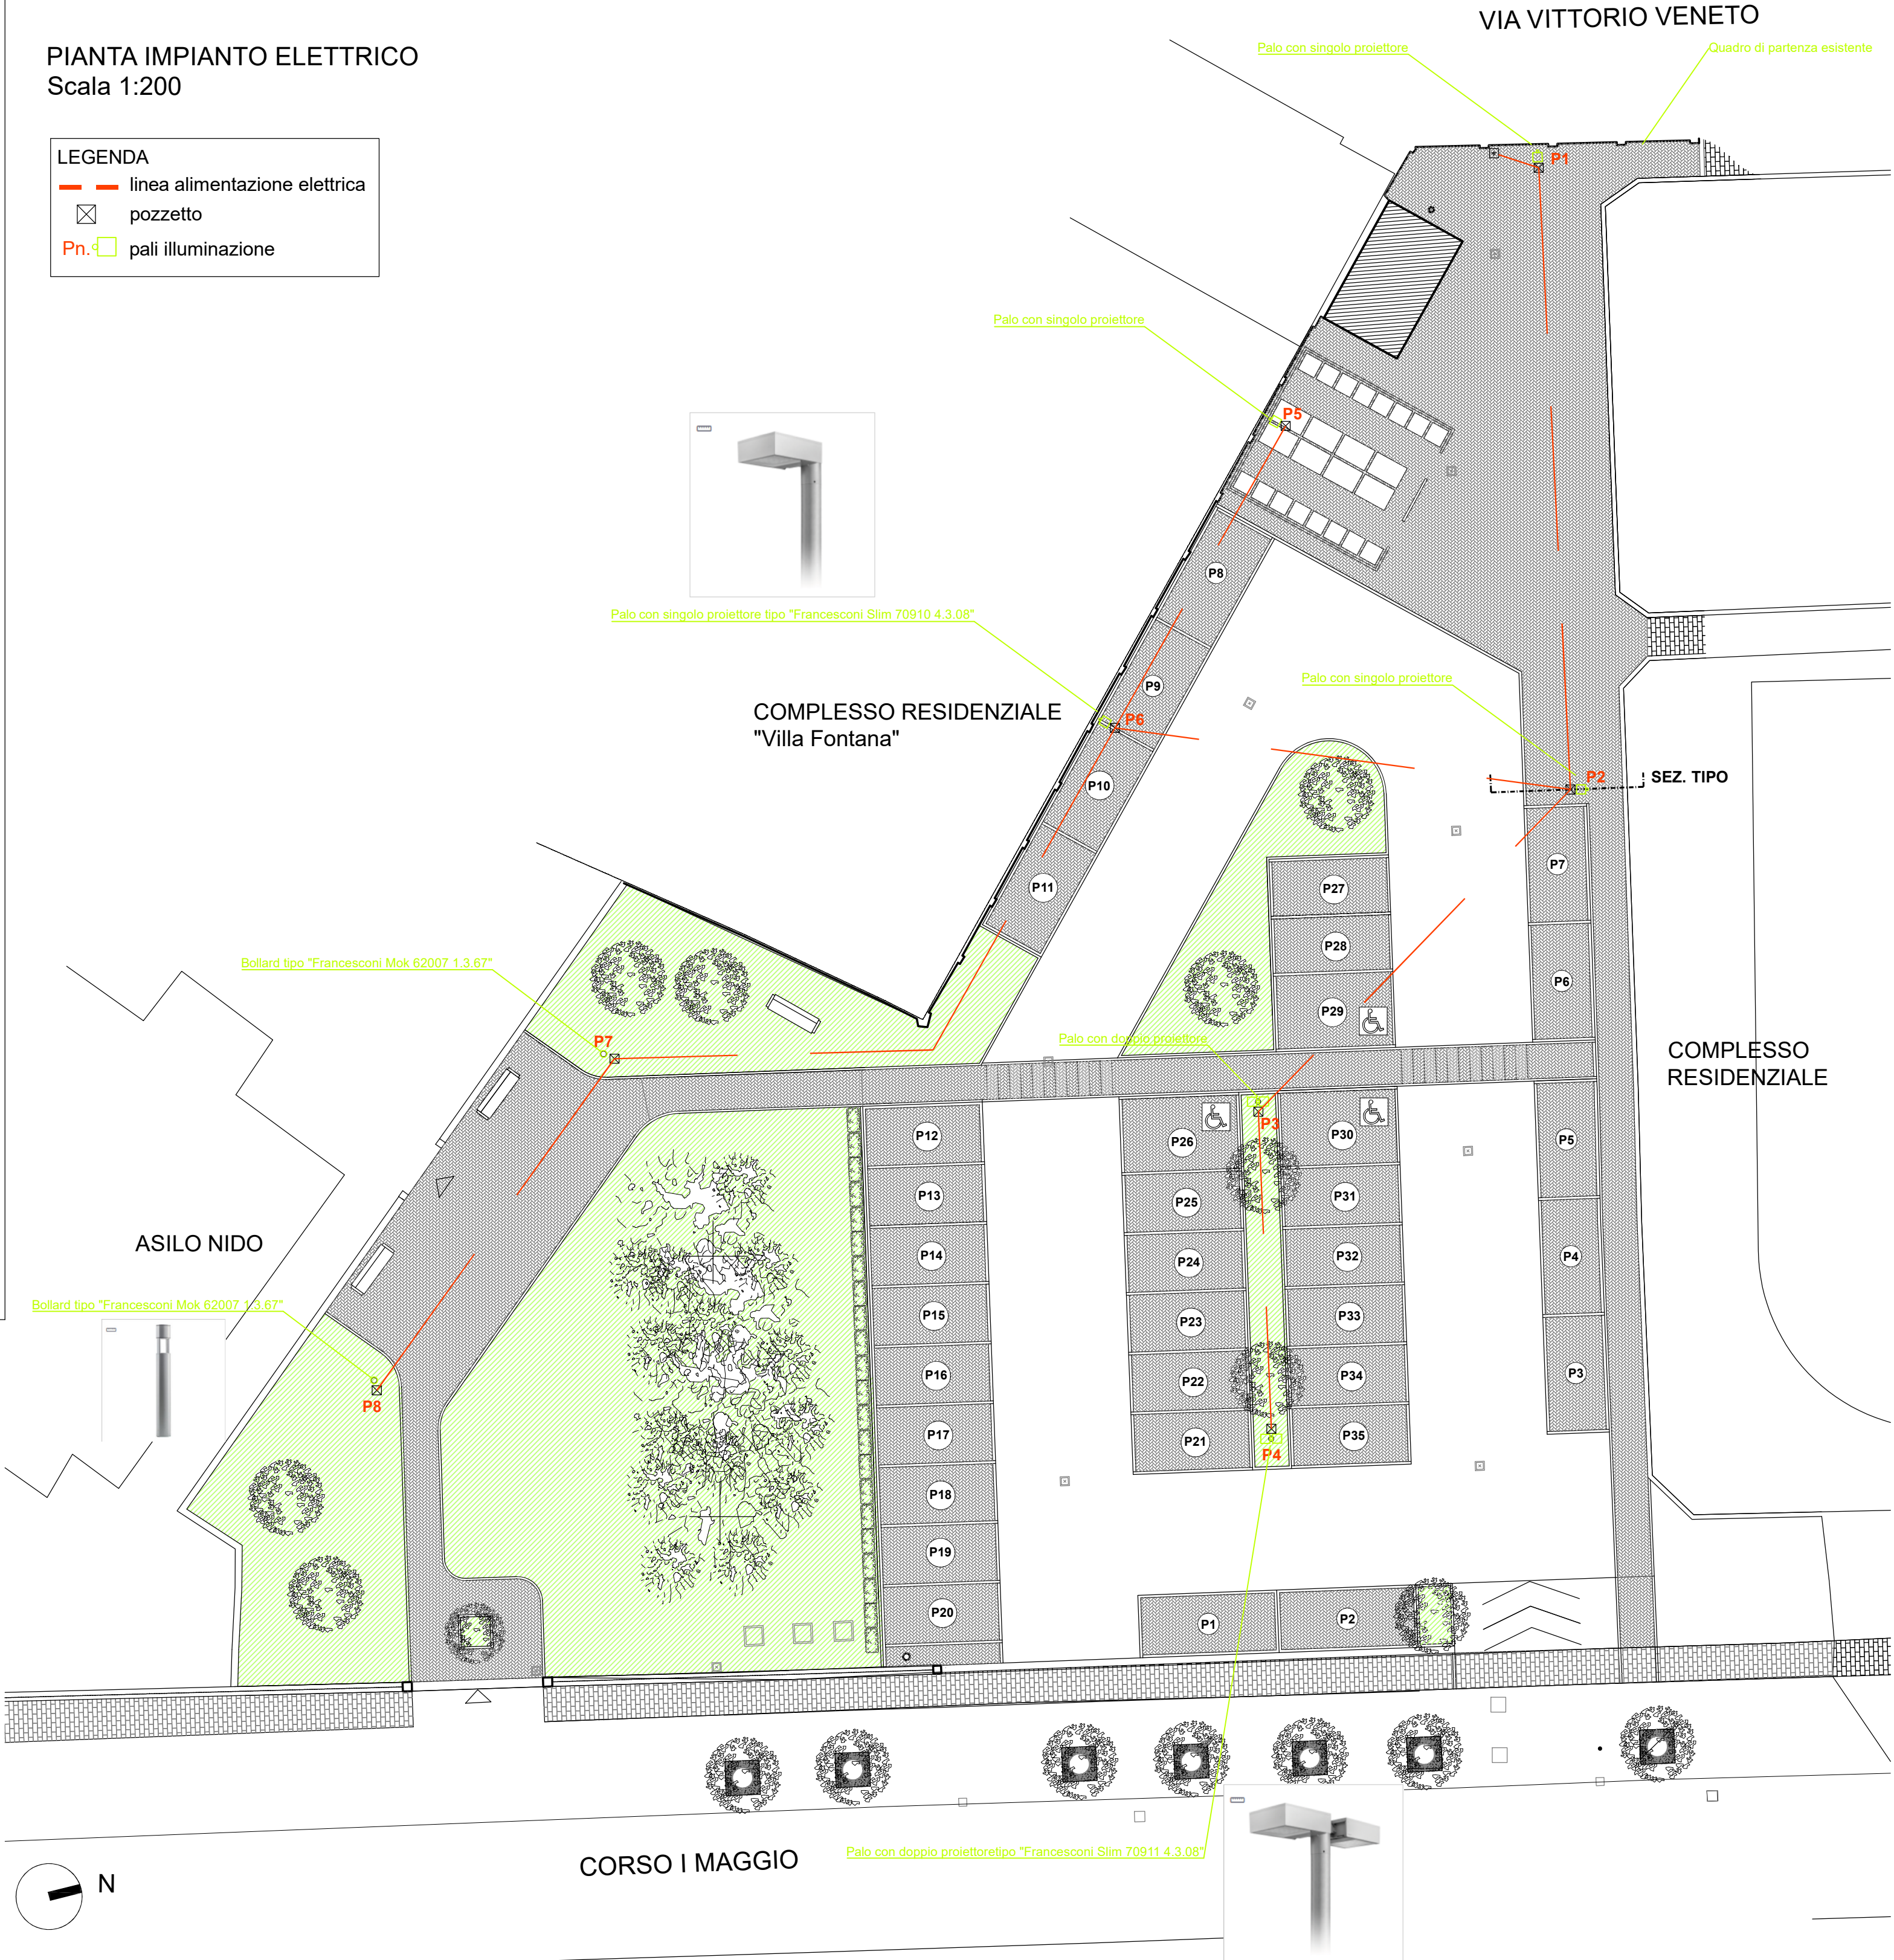 VIA VITTORIO VENETO
PIANTA IMPIANTO ELETTRICO
Scala 1:200
Palo con singolo proiettore
Quadro di partenza esistente
LEGENDA
linea alimentazione elettrica
pozzetto
Pn.
pali illuminazione
P1
Palo con singolo proiettore
P5
P8
Palo con singolo proiettore tipo "Francesconi Slim 70910 4.3.08"
Palo con singolo proiettore
P9
COMPLESSO RESIDENZIALE
"Villa Fontana"
P6
P2
SEZ. TIPO
P10
P7
P11
P27
P28
Bollard tipo "Francesconi Mok 62007 1.3.67"
P6
P29
P7
Palo con doppio proiettore
COMPLESSO
RESIDENZIALE
P3
P12
P26
P30
P5
P13
P25
P31
ASILO NIDO
P14
P24
P32
P4
Bollard tipo "Francesconi Mok 62007 1.3.67"
P15
P23
P33
P16
P22
P34
P3
P8
P17
P21
P35
P4
P18
P19
P20
P1
P2
CORSO I MAGGIO
Palo con doppio proiettoretipo "Francesconi Slim 70911 4.3.08"
N